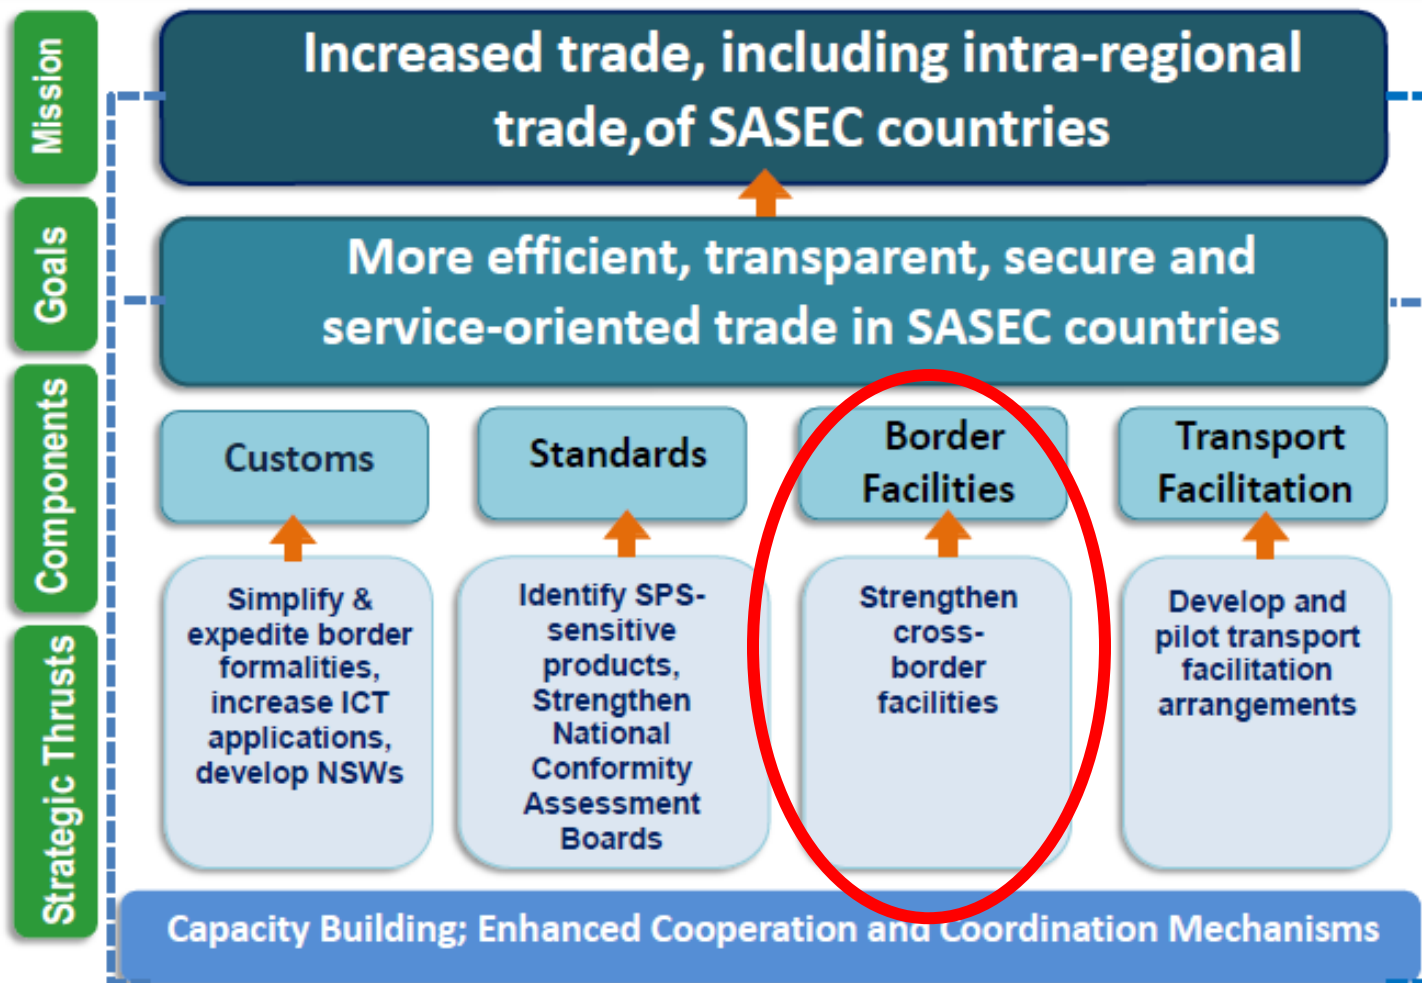 Mission
Increased trade, including intra-regional
trade,of SASEC countries
Goals
More efficient, transparent, secure and
service-oriented trade in SASEC countries
Components
Customs
Standards
Border
Facilities
Transport
Facilitation
Strategic Thrusts
Simplify &
expedite border
formalities,
increase ICT
applications,
develop NSWs
Identify SPS-
sensitive
products,
Strengthen
National
Conformity
Assessment
Boards
Strengthen
cross-
border
facilities
Develop and
pilot transport
facilitation
arrangements
Capacity Building; Enhanced Cooperation and Coordination Mechanisms